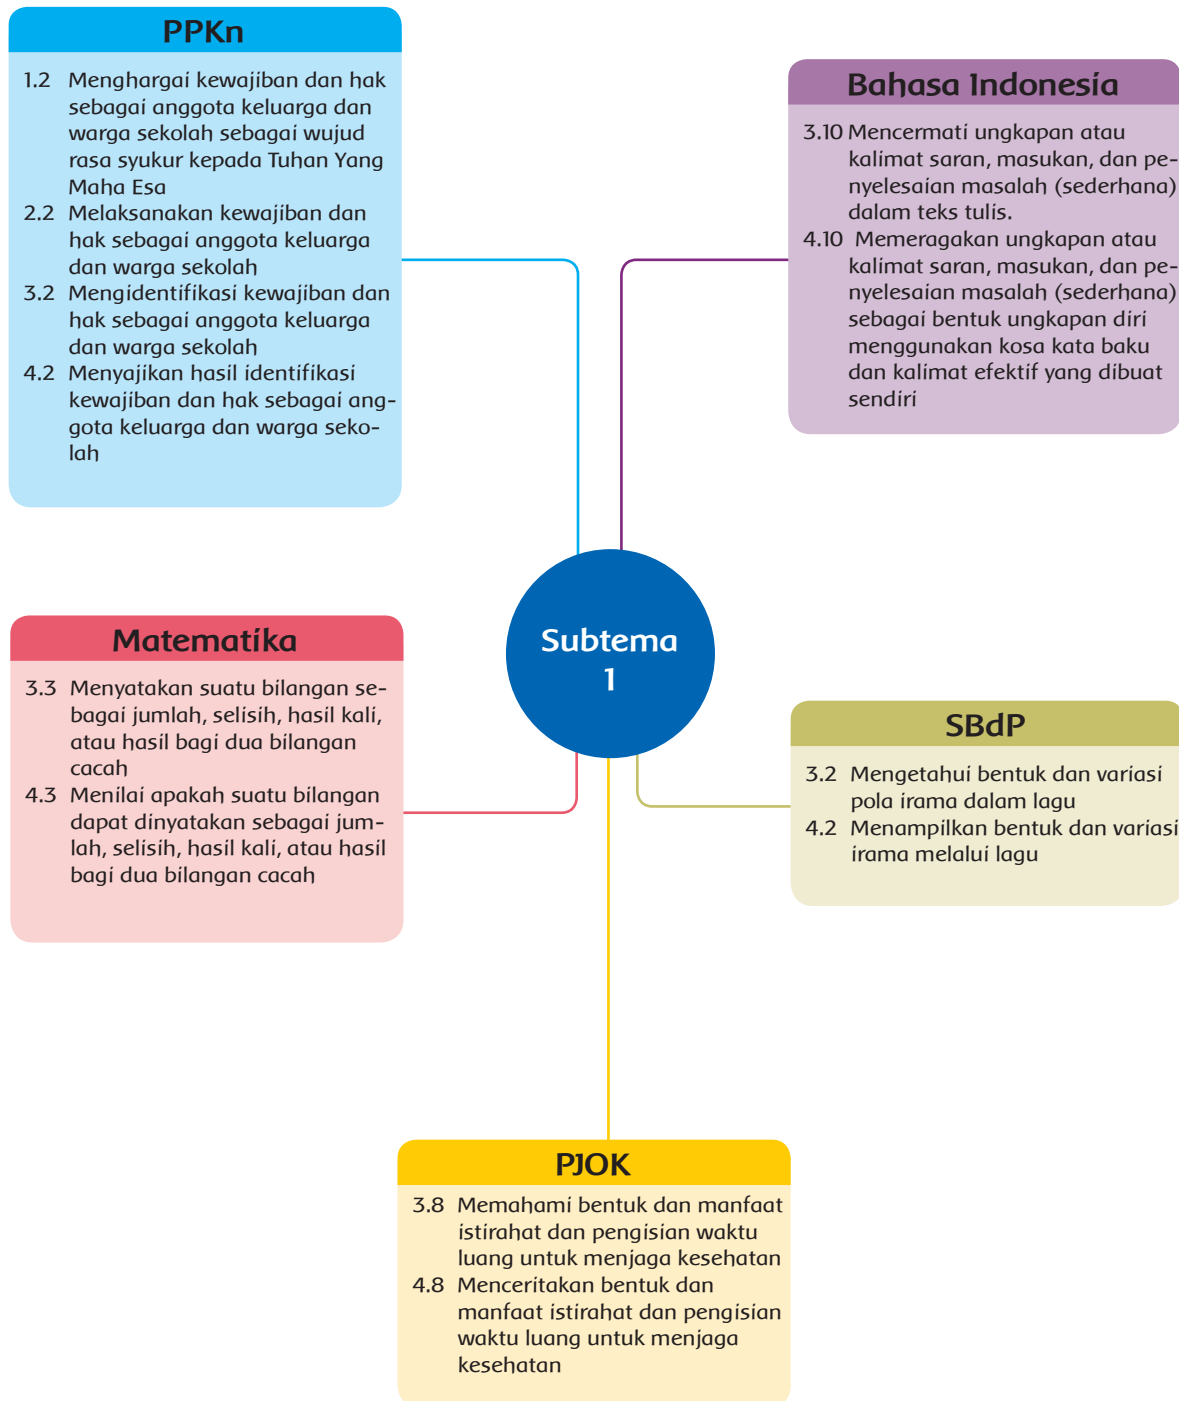 PPKn
1.2 Menghargai kewajiban dan hak
sebagai anggota keluarga dan
warga sekolah sebagai wujud
rasa syukur kepada Tuhan Yang
Maha Esa
2.2 Melaksanakan kewajiban dan
hak sebagai anggota keluarga
dan warga sekolah
3.2 Mengidentifikasi kewajiban dan
hak sebagai anggota keluarga
dan warga sekolah
4.2 Menyajikan hasil identifikasi
kewajiban dan hak sebagai ang-
gota keluarga dan warga seko-
lah
Bahasa Indonesia
3.10 Mencermati ungkapan atau
kalimat saran, masukan, dan pe-
nyelesaian masalah (sederhana)
dalam teks tulis.
4.10 Memeragakan ungkapan atau
kalimat saran, masukan, dan pe-
nyelesaian masalah (sederhana)
sebagai bentuk ungkapan diri
menggunakan kosa kata baku
dan kalimat efektif yang dibuat
sendiri
Subtema
1
Matematika
3.3 Menyatakan suatu bilangan se-
bagai jumlah, selisih, hasil kali,
atau hasil bagi dua bilangan
cacah
4.3 Menilai apakah suatu bilangan
dapat dinyatakan sebagai jum-
lah, selisih, hasil kali, atau hasil
bagi dua bilangan cacah
SBdP
3.2 Mengetahui bentuk dan variasi
pola irama dalam lagu
4.2 Menampilkan bentuk dan variasi
irama melalui lagu
PJOK
3.8 Memahami bentuk dan manfaat
istirahat dan pengisian waktu
luang untuk menjaga kesehatan
4.8 Menceritakan bentuk dan
manfaat istirahat dan pengisian
waktu luang untuk menjaga
kesehatan